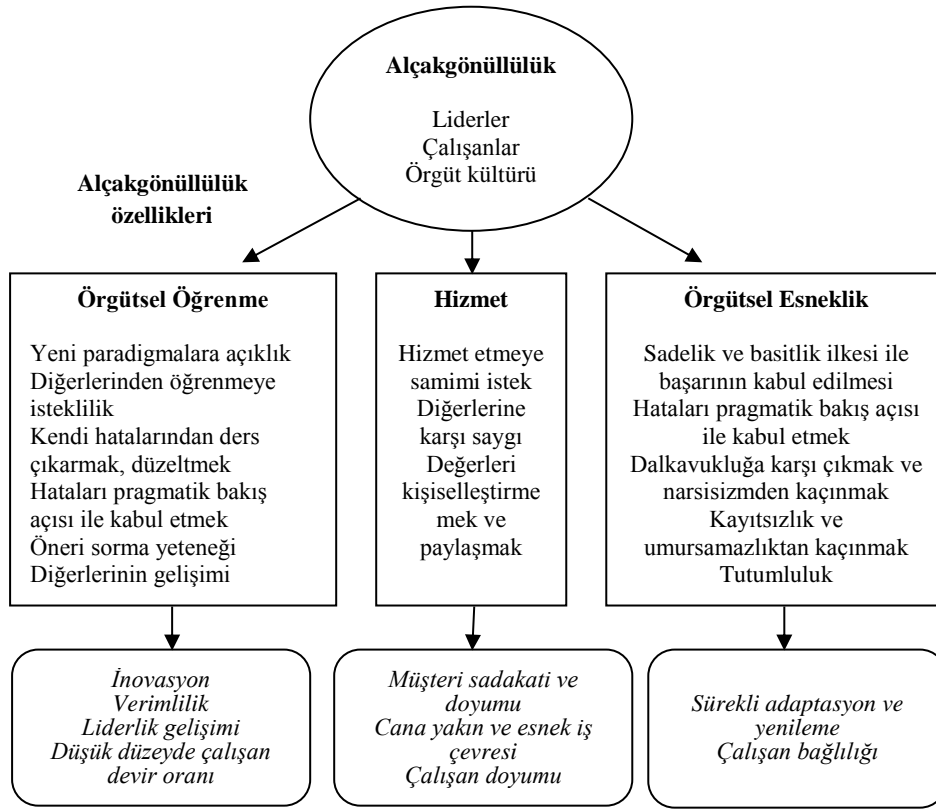 Alçakgönüllülük
Liderler
Çalışanlar
Örgüt kültürü
Alçakgönüllülük
özellikleri
Örgütsel Öğrenme
Yeni paradigmalara açıklık
Diğerlerinden öğrenmeye
isteklilik
Kendi hatalarından ders
çıkarmak, düzeltmek
Hataları pragmatik bakış
açısı ile kabul etmek
Öneri sorma yeteneği
Diğerlerinin gelişimi
Hizmet
Hizmet etmeye
samimi istek
Diğerlerine
karşı saygı
Değerleri
kişiselleştirme
mek ve
paylaşmak
Örgütsel Esneklik
Sadelik ve basitlik ilkesi ile
başarının kabul edilmesi
Hataları pragmatik bakış açısı
ile kabul etmek
Dalkavukluğa karşı çıkmak ve
narsisizmden kaçınmak
Kayıtsızlık ve
umursamazlıktan kaçınmak
Tutumluluk
İnovasyon
Verimlilik
Liderlik gelişimi
Düşük düzeyde çalışan
devir oranı
Müşteri sadakati ve
doyumu
Cana yakın ve esnek iş
çevresi
Çalışan doyumu
Sürekli adaptasyon ve
yenileme
Çalışan bağlılığı